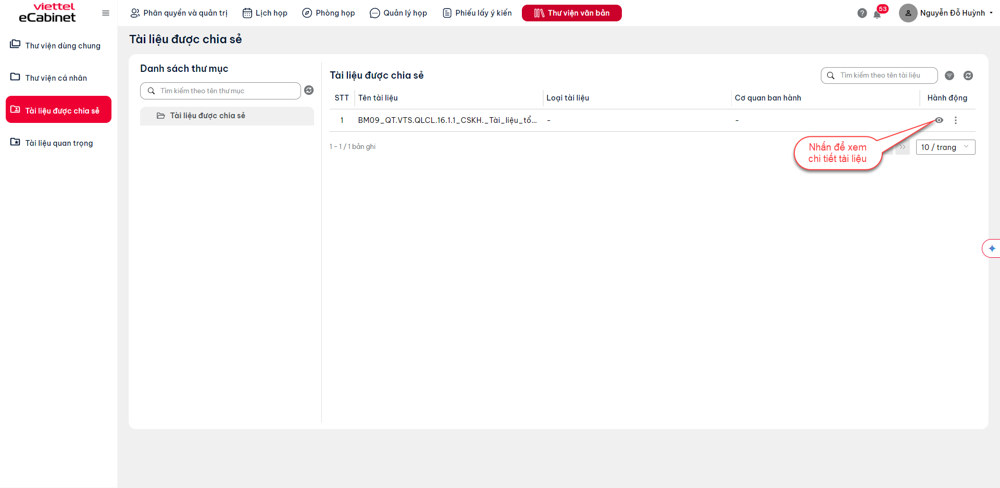 viettel
eCabinet
Phân quyền và quản trị
Lịch họp
Phòng họp
Quản lý họp
Phiếu lấy ý kiến
Thư viện văn bản
?
53
Nguyễn Đỗ Huỳnh
Thư viện dùng chung
Thư viện cá nhân
Tài liệu được chia sẻ
Tài liệu quan trọng
Tài liệu được chia sẻ
Danh sách thư mục
Tìm kiếm theo tên thư mục
Tài liệu được chia sẻ
Tài liệu được chia sẻ
Tìm kiếm theo tên tài liệu
STT Tên tài liệu Loại tài liệu Cơ quan ban hành Hành động
1 BM09_QT.VTS.QLCL.16.1.1_CSKH._Tài_liệu_tổ... - -
1 - 1 / 1 bản ghi
10 / trang
Nhấn để xem
chi tiết tài liệu